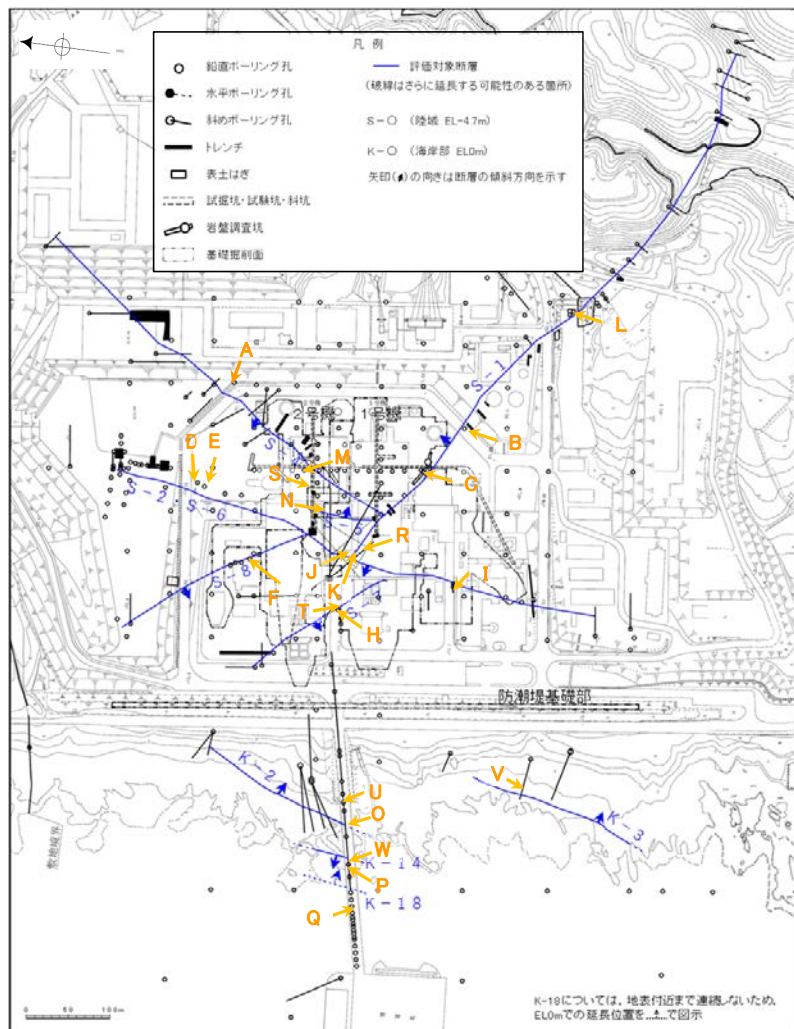 凡 例
鉛直ボーリング孔
水平ボーリング孔
斜めボーリング孔
トレンチ
表土はぎ
試掘坑・試験坑・斜坑
岩盤調査坑
基礎掘削面
評価対象断層
(破線はさらに延長する可能性のある箇所)
S-○ (陸域 EL-4.7m)
K-○ (海岸部 EL0m)
矢印( )の向きは断層の傾斜方向を示す
L
A
S-1
2号機
1号機
B
D
E
M
S
G
N
S-2・S-6
S-5
R
J
I
S-8
F
K
T
H
防潮堤基礎部
K-2
V
U
O
K-3
敷地境界
W
K-14
P
K-18
Q
K-18については、地表付近まで連続しないため、
EL0mでの延長位置を で図示
0 50 100m